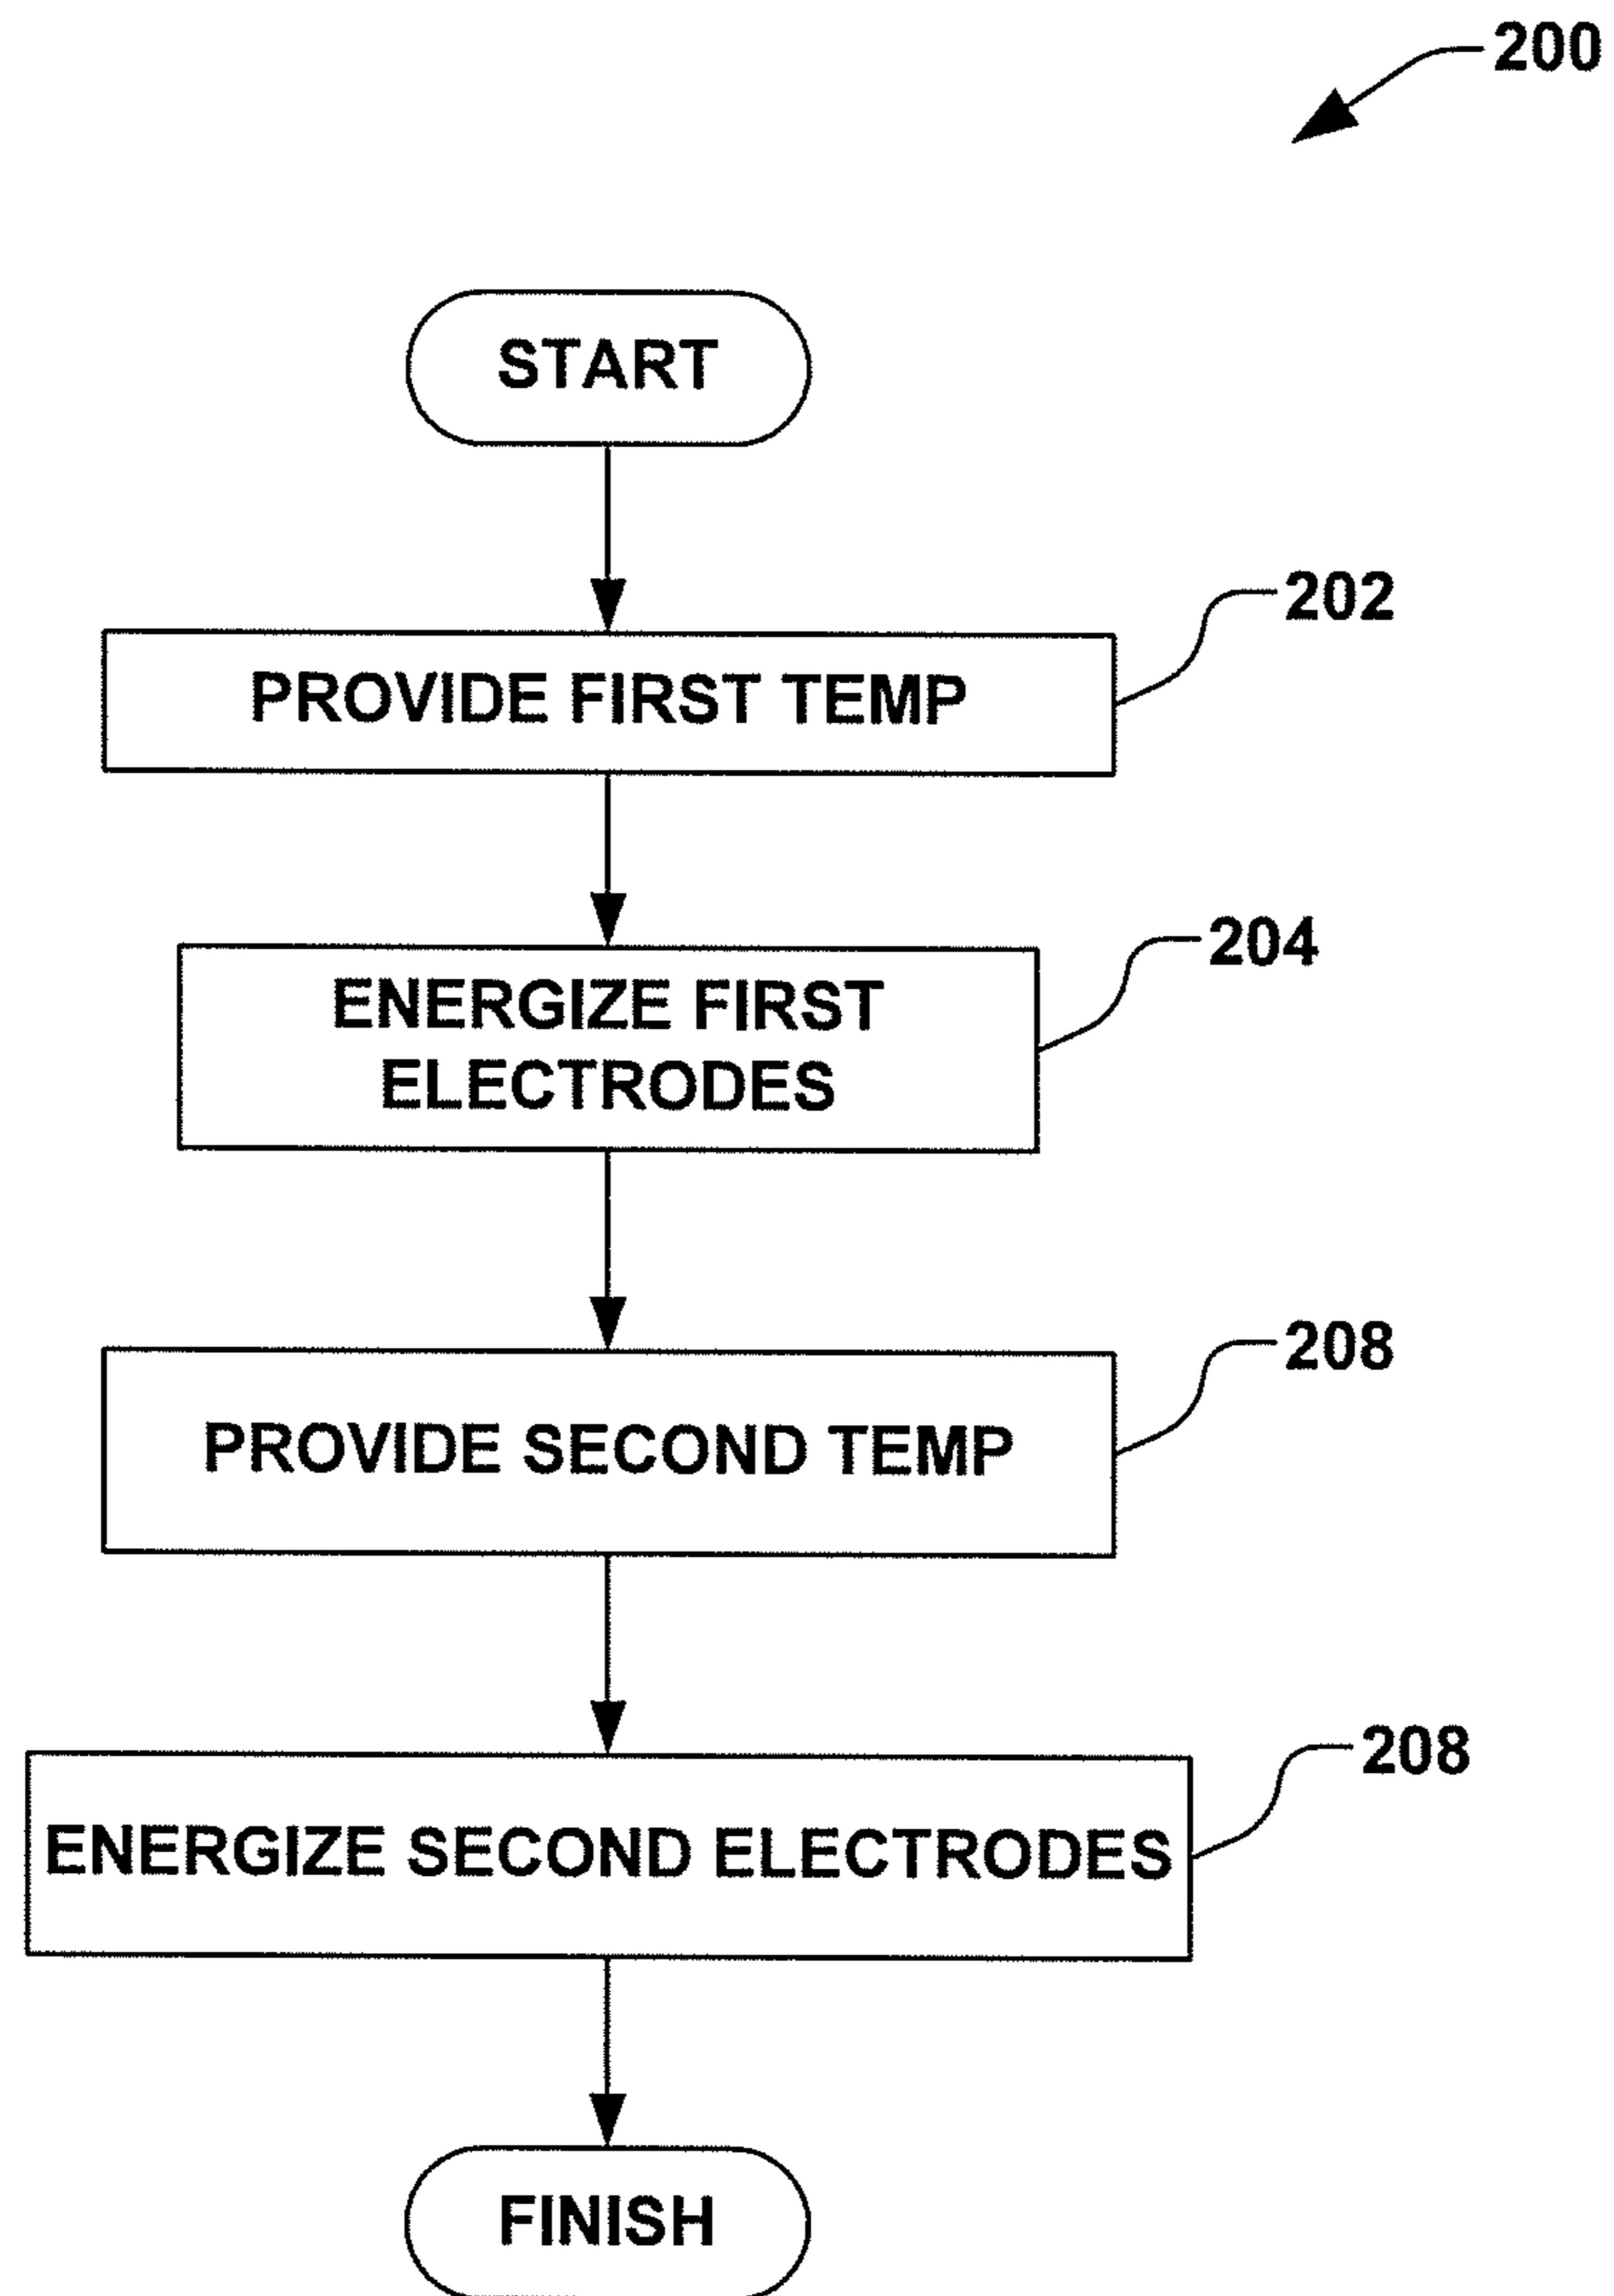 200
START
202
PROVIDE FIRST TEMP
204
ENERGIZE FIRST
ELECTRODES
208
PROVIDE SECOND TEMP
208
ENERGIZE SECOND ELECTRODES
FINISH